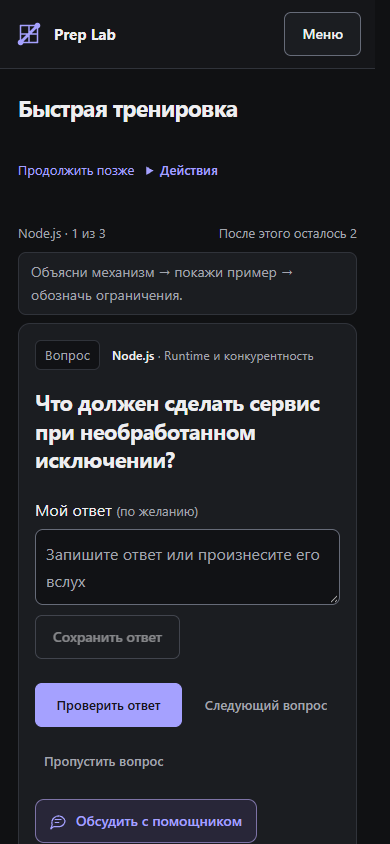 Prep Lab
Меню
Быстрая тренировка
Продолжить позже ▶ Действия
Node.js · 1 из 3
После этого осталось 2
Объясни механизм → покажи пример →
обозначь ограничения.
Вопрос
Node.js · Runtime и конкурентность
Что должен сделать сервис
при необработанном
исключении?
Мой ответ (по желанию)
Запишите ответ или произнесите его
вслух
Сохранить ответ
Проверить ответ
Следующий вопрос
Пропустить вопрос
Обсудить с помощником